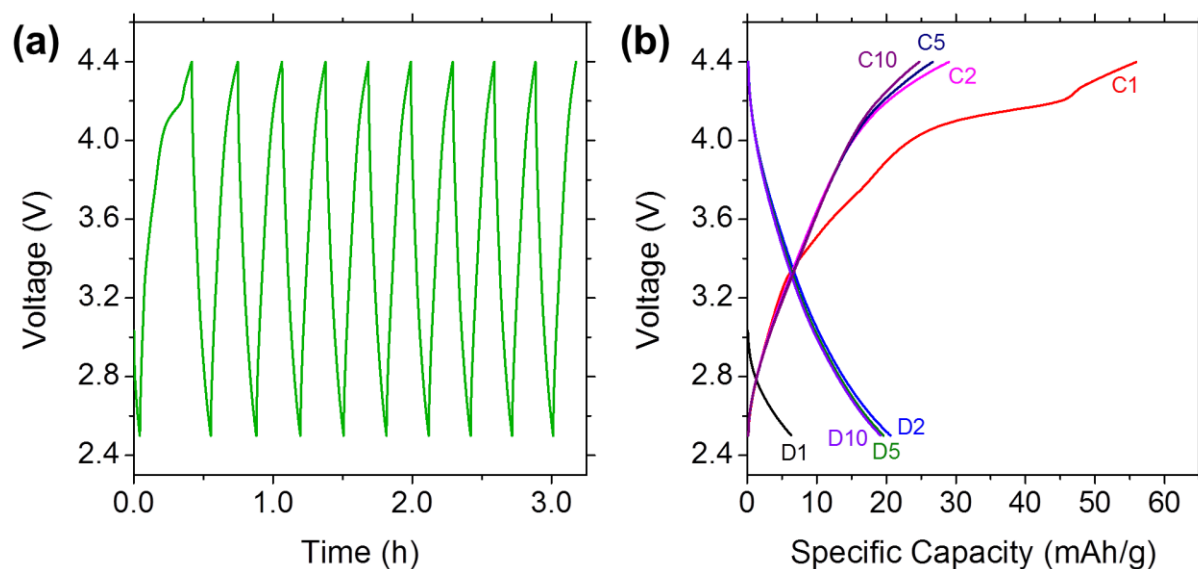 (a)
4.4
4.0
3.6
3.2
2.8
2.4
Voltage (V)
0.0
1.0
2.0
3.0
Time (h)
(b)
4.4
4.0
3.6
3.2
2.8
2.4
Voltage (V)
C10
C5
C2
C1
D2
D10
D5
D1
0
10
20
30
40
50
60
Specific Capacity (mAh/g)